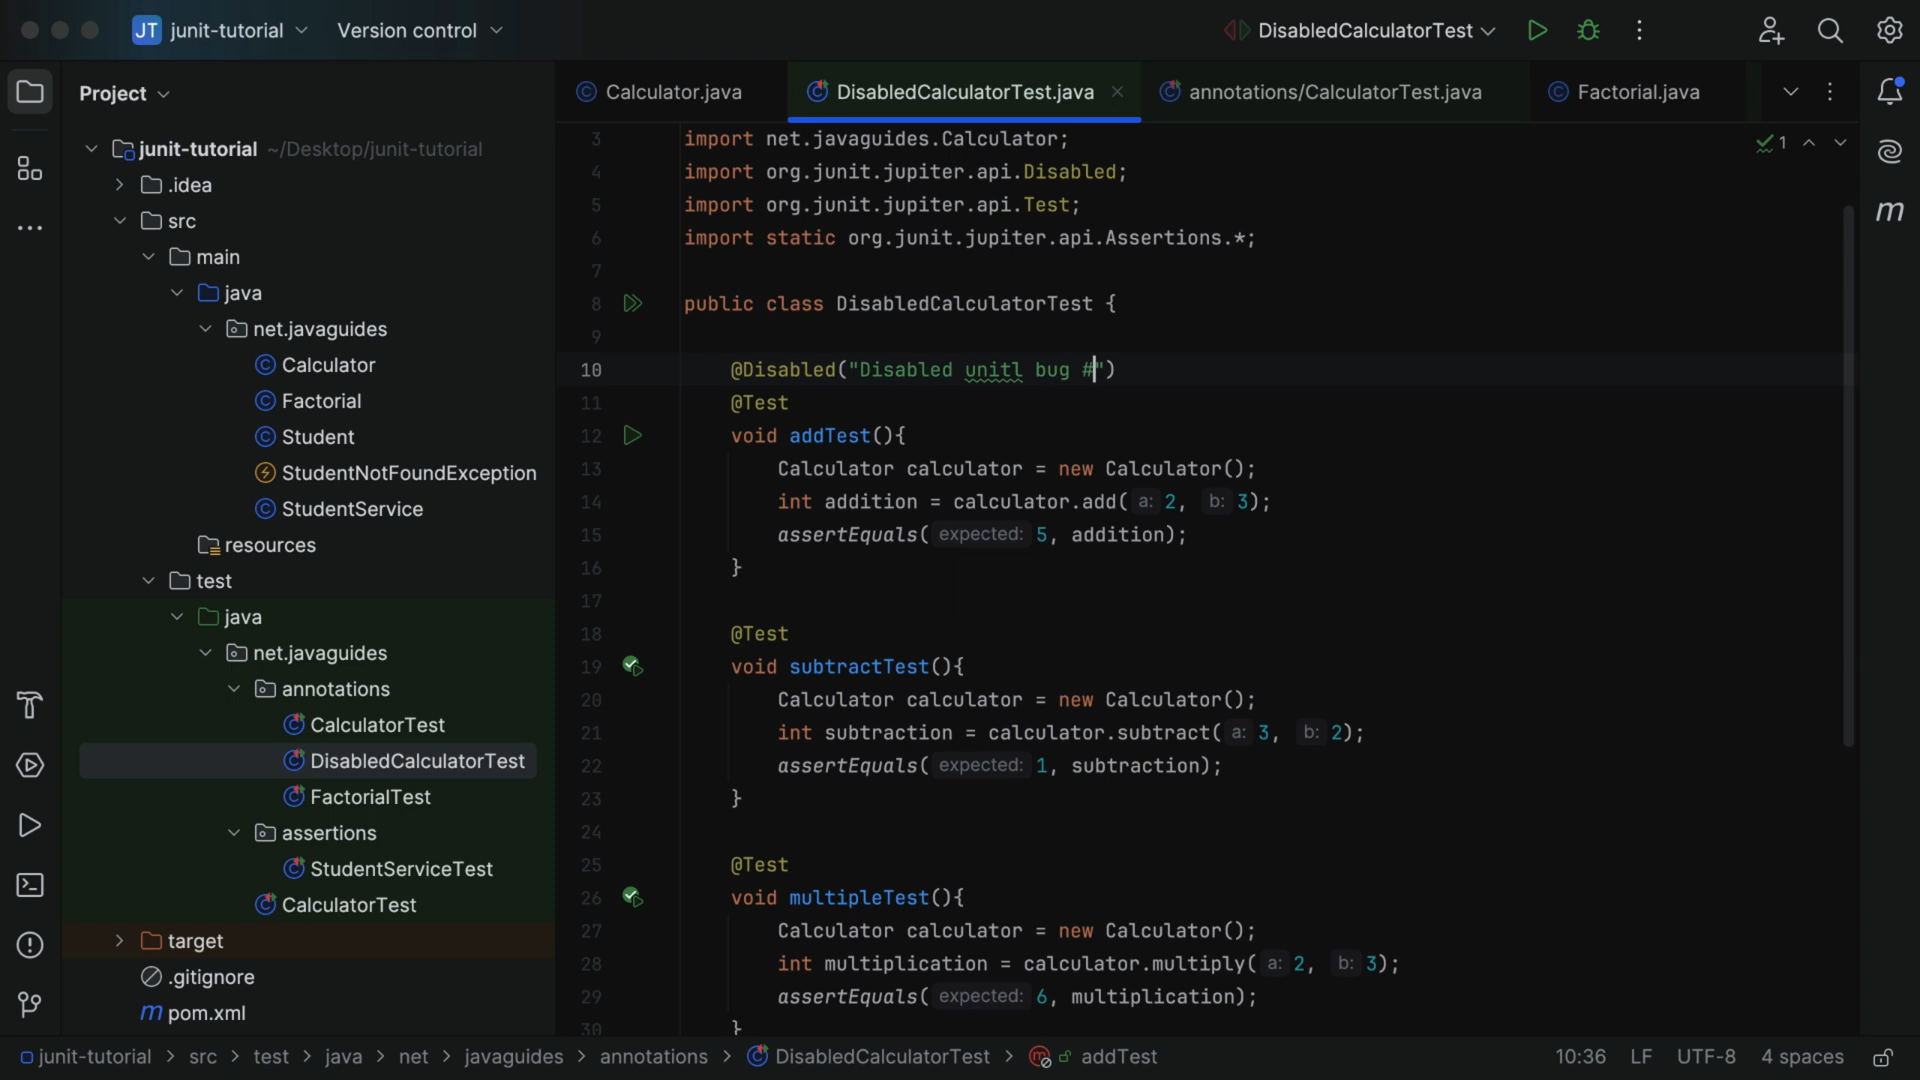 JT junit-tutorial Version control DisabledCalculatorTest
Project
junit-tutorial ~/Desktop/junit-tutorial
.idea
src
main
java
net.javaguides
Calculator
Factorial
Student
StudentNotFoundException
StudentService
resources
test
java
net.javaguides
annotations
CalculatorTest
DisabledCalculatorTest
FactorialTest
assertions
StudentServiceTest
CalculatorTest
target
.gitignore
m pom.xml
Calculator.java DisabledCalculatorTest.java annotations/CalculatorTest.java Factorial.java
1
m
3 import net.javaguides.Calculator;
4 import org.junit.jupiter.api.Disabled;
5 import org.junit.jupiter.api.Test;
6 import static org.junit.jupiter.api.Assertions.*;
7
8 public class DisabledCalculatorTest {
9
10 @Disabled("Disabled unitl bug #")
11 @Test
12 void addTest(){
13 Calculator calculator = new Calculator();
14 int addition = calculator.add( a: 2, b: 3);
15 assertEquals( expected: 5, addition);
16 }
17
18 @Test
19 void subtractTest(){
20 Calculator calculator = new Calculator();
21 int subtraction = calculator.subtract( a: 3, b: 2);
22 assertEquals( expected: 1, subtraction);
23 }
24
25 @Test
26 void multipleTest(){
27 Calculator calculator = new Calculator();
28 int multiplication = calculator.multiply( a: 2, b: 3);
29 assertEquals( expected: 6, multiplication);
30 }
junit-tutorial > src > test > java > net > javaguides > annotations > DisabledCalculatorTest > m addTest 10:36 LF UTF-8 4 spaces